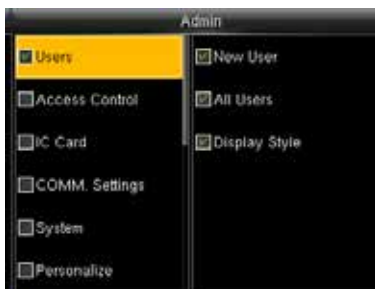 Admin
Users
Access Control
IC Card
COMM. Settings
System
Personalize
New User
All Users
Display Style